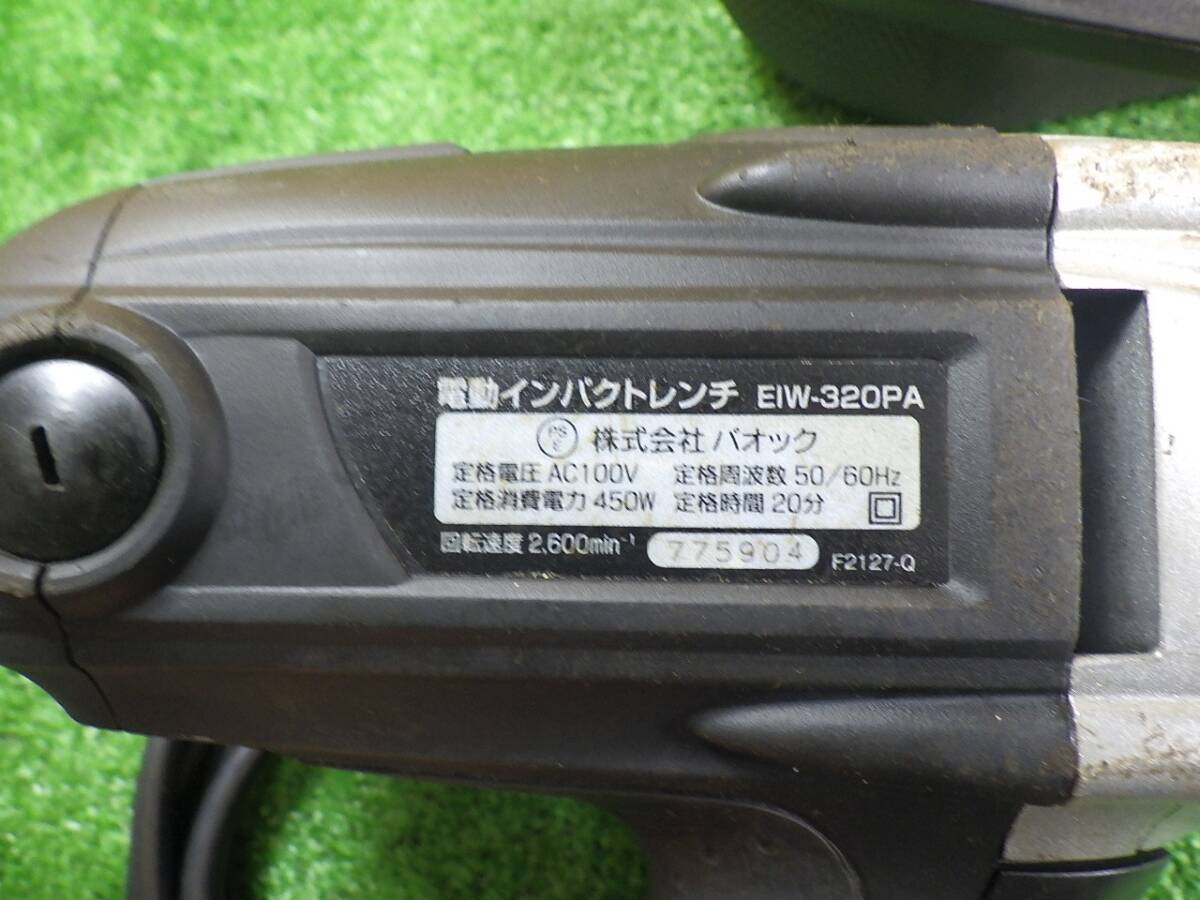 電動インパクトレンチ EIW-320PA
PS E 株式会社 パオック
定格電圧 AC100V 定格周波数 50/60Hz
定格消費電力 450W 定格時間 20分
回転速度 2,600min⁻¹ 775904 F2127-Q